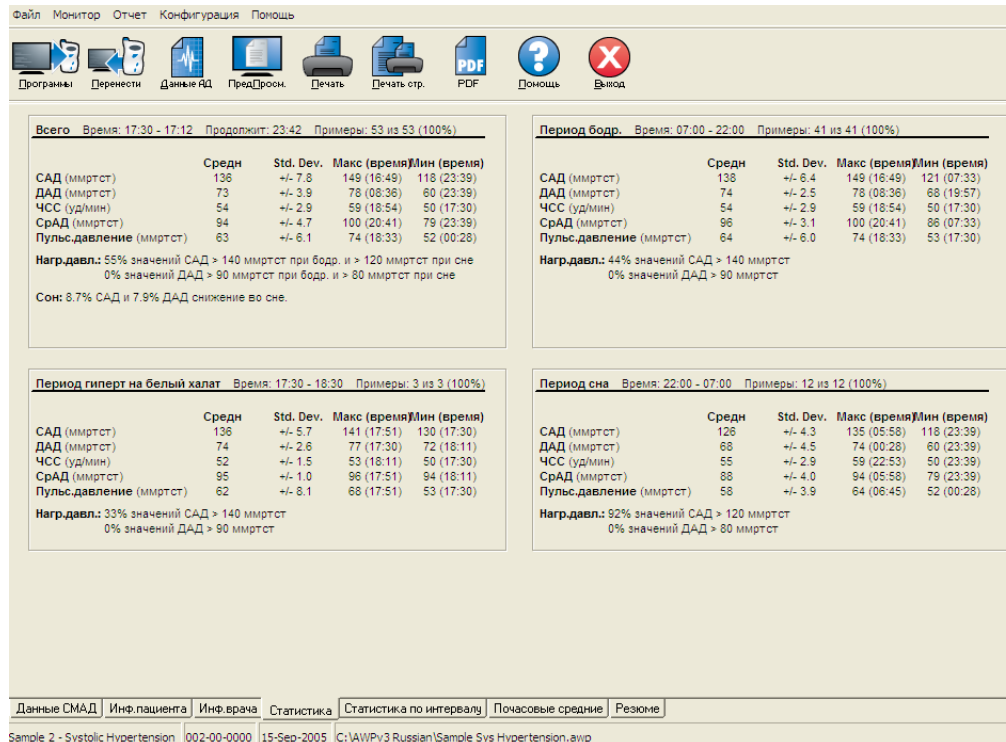 Файл Монитор Отчет Конфигурация Помощь
Программы Перенести Данные АД ПредПросм. Печать Печать стр. PDF Помощь Выход
PDF
Всего Время: 17:30 - 17:12 Продолжит: 23:42 Примеры: 53 из 53 (100%)
Средн Std. Dev. Макс (время) Мин (время)
САД (ммртст) 136 +/- 7.8 149 (16:49) 118 (23:39)
ДАД (ммртст) 73 +/- 3.9 78 (08:36) 60 (23:39)
ЧСС (уд/мин) 54 +/- 2.9 59 (18:54) 50 (17:30)
СрАД (ммртст) 94 +/- 4.7 100 (20:41) 79 (23:39)
Пульс.давление (ммртст) 63 +/- 6.1 74 (18:33) 52 (00:28)
Нагр.давл.: 55% значений САД > 140 ммртст при бодр. и > 120 ммртст при сне
0% значений ДАД > 90 ммртст при бодр. и > 80 ммртст при сне
Сон: 8.7% САД и 7.9% ДАД снижение во сне.
Период бодр. Время: 07:00 - 22:00 Примеры: 41 из 41 (100%)
Средн Std. Dev. Макс (время) Мин (время)
САД (ммртст) 138 +/- 6.4 149 (16:49) 121 (07:33)
ДАД (ммртст) 74 +/- 2.5 78 (08:36) 68 (19:57)
ЧСС (уд/мин) 54 +/- 2.9 59 (18:54) 50 (17:30)
СрАД (ммртст) 96 +/- 3.1 100 (20:41) 86 (07:33)
Пульс.давление (ммртст) 64 +/- 6.0 74 (18:33) 53 (17:30)
Нагр.давл.: 44% значений САД > 140 ммртст
0% значений ДАД > 90 ммртст
Период гиперт на белый халат Время: 17:30 - 18:30 Примеры: 3 из 3 (100%)
Средн Std. Dev. Макс (время) Мин (время)
САД (ммртст) 136 +/- 5.7 141 (17:51) 130 (17:30)
ДАД (ммртст) 74 +/- 2.6 77 (17:30) 72 (18:11)
ЧСС (уд/мин) 52 +/- 1.5 53 (18:11) 50 (17:30)
СрАД (ммртст) 95 +/- 1.0 96 (17:51) 94 (18:11)
Пульс.давление (ммртст) 62 +/- 8.1 68 (17:51) 53 (17:30)
Нагр.давл.: 33% значений САД > 140 ммртст
0% значений ДАД > 90 ммртст
Период сна Время: 22:00 - 07:00 Примеры: 12 из 12 (100%)
Средн Std. Dev. Макс (время) Мин (время)
САД (ммртст) 126 +/- 4.3 135 (05:58) 118 (23:39)
ДАД (ммртст) 68 +/- 4.5 74 (00:28) 60 (23:39)
ЧСС (уд/мин) 55 +/- 2.9 59 (22:53) 50 (23:39)
СрАД (ммртст) 88 +/- 4.0 94 (05:58) 79 (23:39)
Пульс.давление (ммртст) 58 +/- 3.9 64 (06:45) 52 (00:28)
Нагр.давл.: 92% значений САД > 120 ммртст
0% значений ДАД > 80 ммртст
Данные СМАД Инф.пациента Инф.врача Статистика Статистика по интервалу Почасовые средние Резюме
Sample 2 - Systolic Hypertension 002-00-0000 15-Sep-2005 C:\AWPv3 Russian\Sample Sys Hypertension.awp